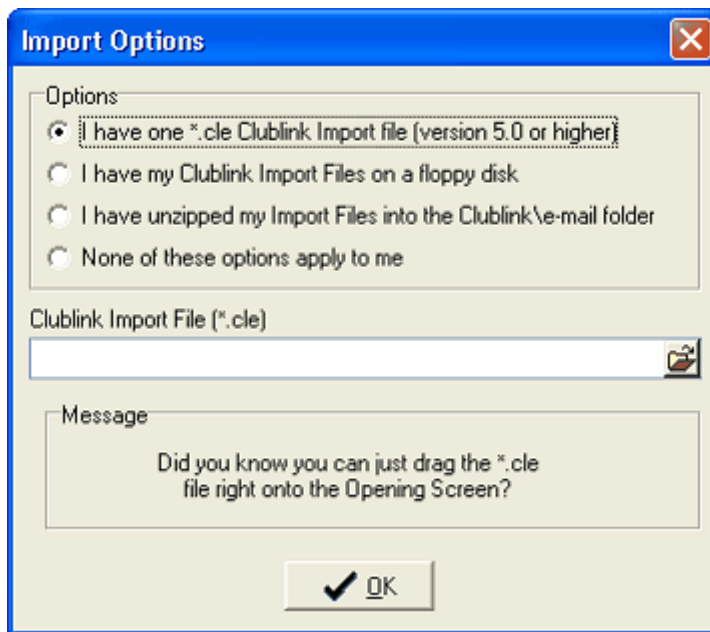 Import Options
Options
I have one *.cle Clublink Import file (version 5.0 or higher)
I have my Clublink Import Files on a floppy disk
I have unzipped my Import Files into the Clublink\e-mail folder
None of these options apply to me
Clublink Import File (*.cle)
Message
Did you know you can just drag the *.cle
file right onto the Opening Screen?
OK